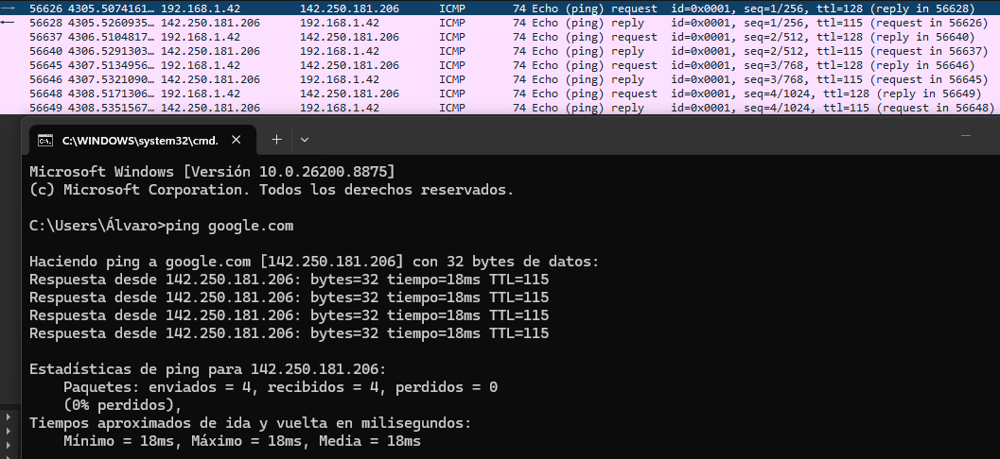 56626 4305.5074161… 192.168.1.42 142.250.181.206 ICMP 74 Echo (ping) request id=0x0001, seq=1/256, ttl=128 (reply in 56628)
56628 4305.5260935… 142.250.181.206 192.168.1.42 ICMP 74 Echo (ping) reply id=0x0001, seq=1/256, ttl=115 (request in 56626)
56637 4306.5104817… 192.168.1.42 142.250.181.206 ICMP 74 Echo (ping) request id=0x0001, seq=2/512, ttl=128 (reply in 56640)
56640 4306.5291303… 142.250.181.206 192.168.1.42 ICMP 74 Echo (ping) reply id=0x0001, seq=2/512, ttl=115 (request in 56637)
56645 4307.5134956… 192.168.1.42 142.250.181.206 ICMP 74 Echo (ping) request id=0x0001, seq=3/768, ttl=128 (reply in 56646)
56646 4307.5321090… 142.250.181.206 192.168.1.42 ICMP 74 Echo (ping) reply id=0x0001, seq=3/768, ttl=115 (request in 56645)
56648 4308.5171306… 192.168.1.42 142.250.181.206 ICMP 74 Echo (ping) request id=0x0001, seq=4/1024, ttl=128 (reply in 56649)
56649 4308.5351567… 142.250.181.206 192.168.1.42 ICMP 74 Echo (ping) reply id=0x0001, seq=4/1024, ttl=115 (request in 56648)
C:\WINDOWS\system32\cmd.
Microsoft Windows [Versión 10.0.26200.8875]
(c) Microsoft Corporation. Todos los derechos reservados.
C:\Users\Álvaro>ping google.com
Haciendo ping a google.com [142.250.181.206] con 32 bytes de datos:
Respuesta desde 142.250.181.206: bytes=32 tiempo=18ms TTL=115
Respuesta desde 142.250.181.206: bytes=32 tiempo=18ms TTL=115
Respuesta desde 142.250.181.206: bytes=32 tiempo=18ms TTL=115
Respuesta desde 142.250.181.206: bytes=32 tiempo=18ms TTL=115
Estadísticas de ping para 142.250.181.206:
Paquetes: enviados = 4, recibidos = 4, perdidos = 0
(0% perdidos),
Tiempos aproximados de ida y vuelta en milisegundos:
Mínimo = 18ms, Máximo = 18ms, Media = 18ms